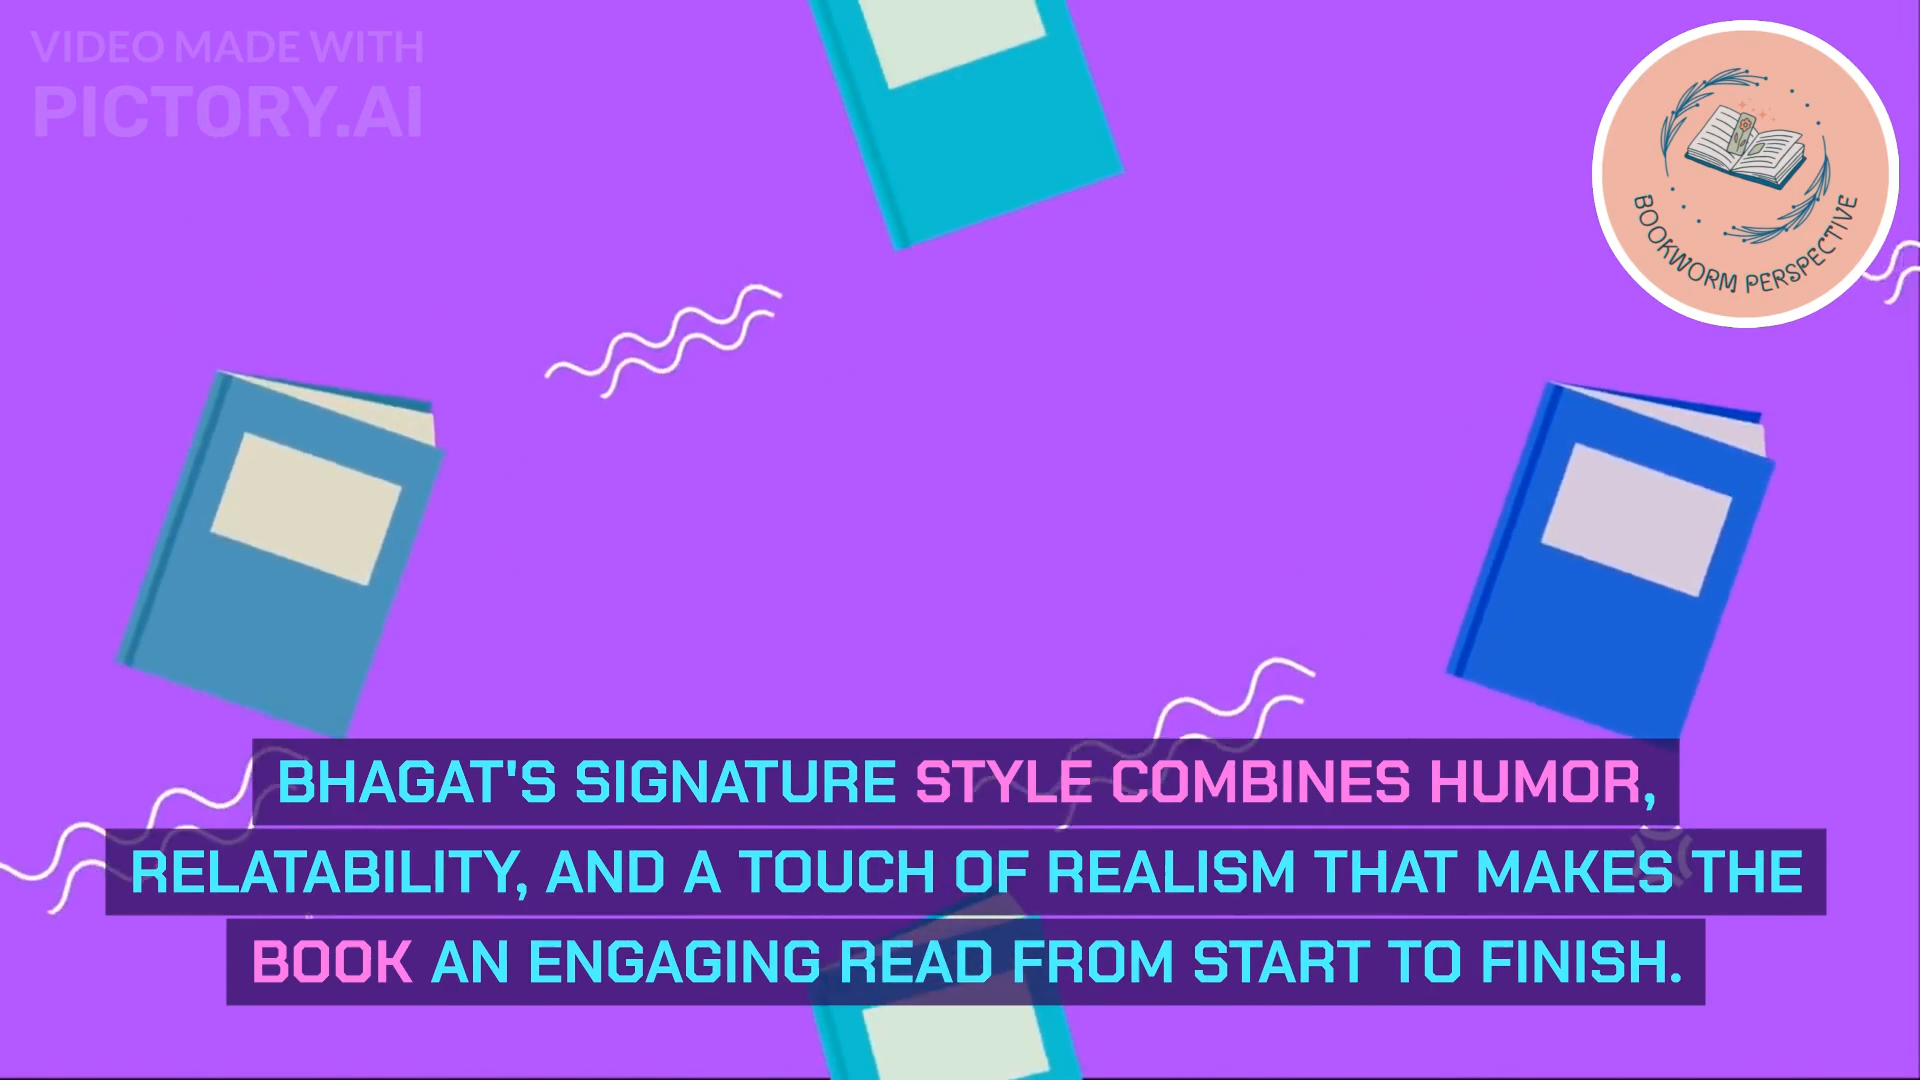 VIDEO MADE WITH
PICTORY.AI
BOOKWORM PERSPECTIVE
BHAGAT'S SIGNATURE STYLE COMBINES HUMOR,
RELATABILITY, AND A TOUCH OF REALISM THAT MAKES THE
BOOK AN ENGAGING READ FROM START TO FINISH.